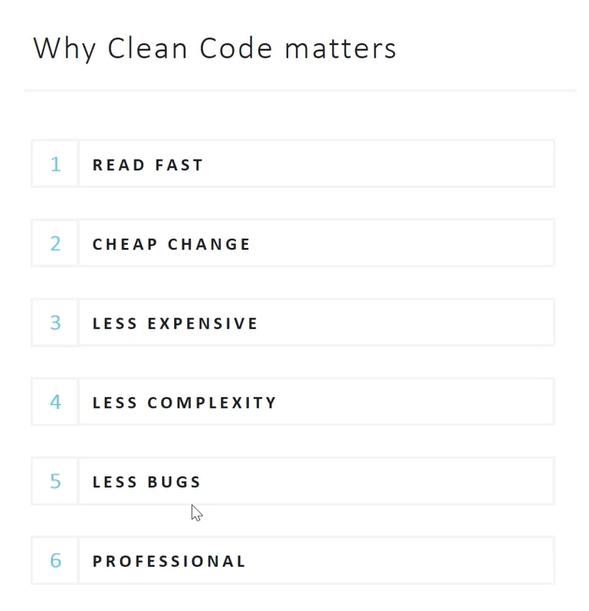 Why Clean Code matters
1 READ FAST
2 CHEAP CHANGE
3 LESS EXPENSIVE
4 LESS COMPLEXITY
5 LESS BUGS
6 PROFESSIONAL